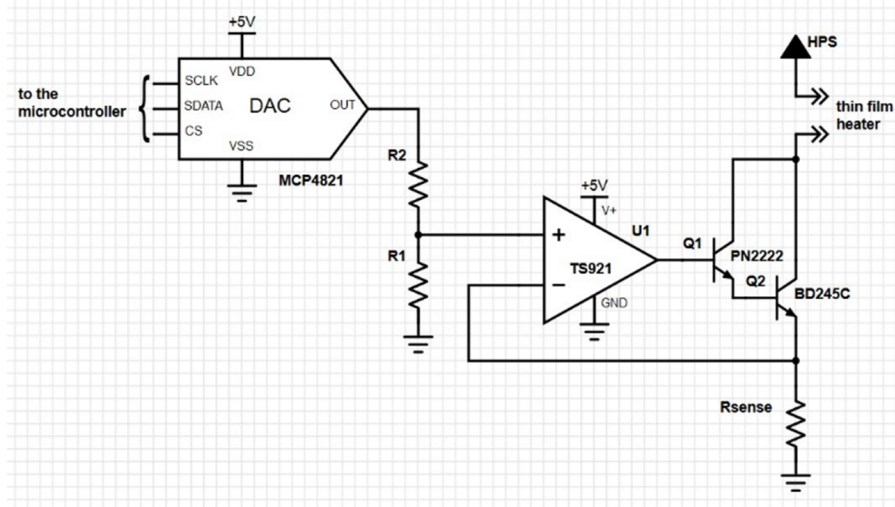 +5V
VDD
to the
microcontroller
SCLK
SDATA
CS
DAC
OUT
VSS
MCP4821
R2
R1
+5V
V+
U1
+
TS921
−
GND
Q1
PN2222
Q2
BD245C
HPS
thin film
heater
Rsense